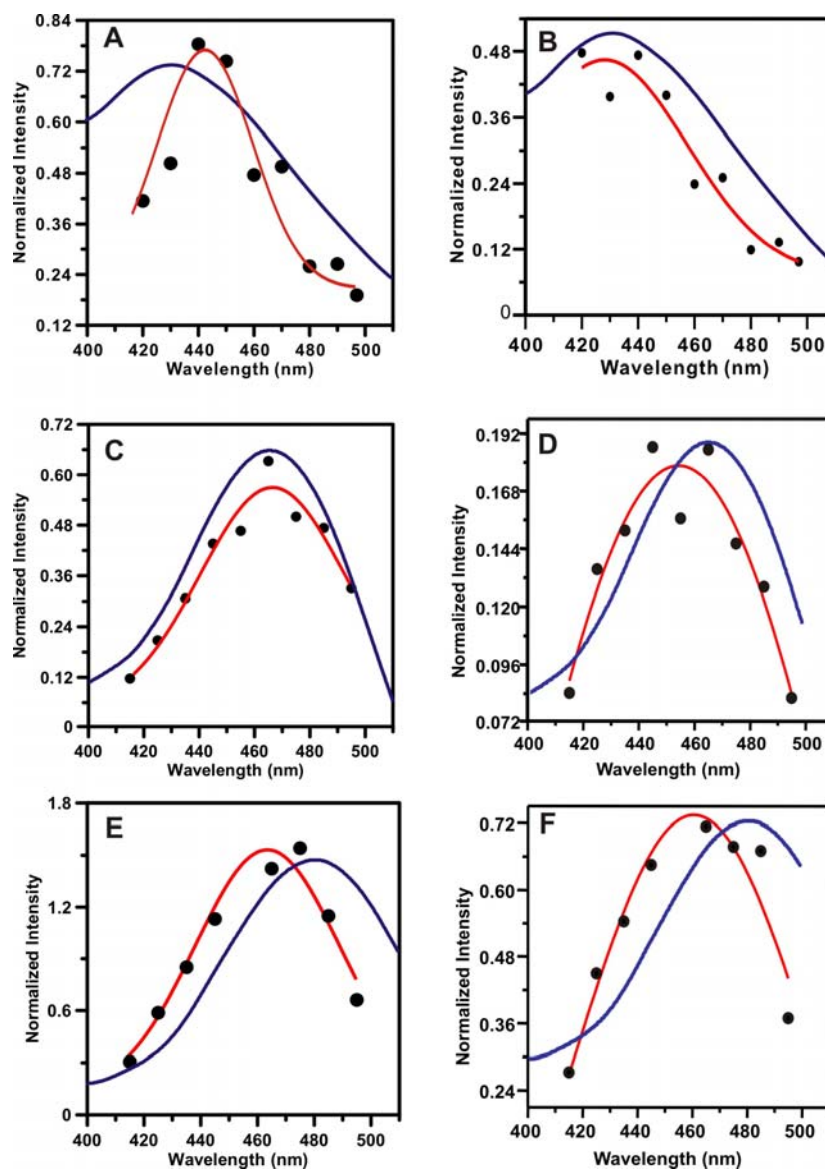 A
Normalized Intensity
0.84
0.72
0.60
0.48
0.36
0.24
0.12
400 420 440 460 480 500
Wavelength (nm)
B
Normalized Intensity
0.48
0.36
0.24
0.12
0
400 420 440 460 480 500
Wavelength (nm)
C
Normalized Intensity
0.72
0.60
0.48
0.36
0.24
0.12
0
400 420 440 460 480 500
Wavelength (nm)
D
Normalized Intensity
0.192
0.168
0.144
0.120
0.096
0.072
400 420 440 460 480 500
Wavelength (nm)
E
Normalized Intensity
1.8
1.2
0.6
0
400 420 440 460 480 500
Wavelength (nm)
F
Normalized Intensity
0.72
0.60
0.48
0.36
0.24
400 420 440 460 480 500
Wavelength (nm)